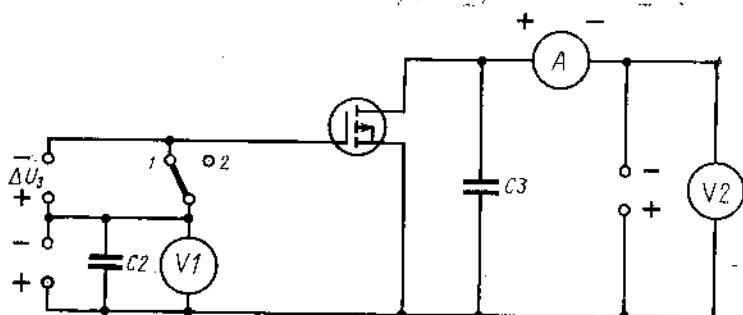 + A −
1 2
− ΔU₃ +
− +
C2 V1
C3
− +
V2